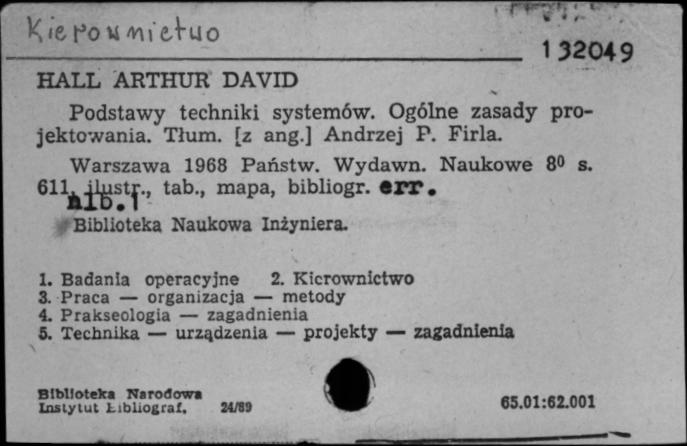 Kierownictwo
132049
HALL ARTHUR DAVID
Podstawy techniki systemów. Ogólne zasady pro-
jektowania. Tłum. [z ang.] Andrzej P. Firla.
Warszawa 1968 Państw. Wydawn. Naukowe 8⁰ s.
611, ilustr., tab., mapa, bibliogr. err.
nlb.1
Biblioteka Naukowa Inżyniera.
1. Badania operacyjne 2. Kierownictwo
3. Praca — organizacja — metody
4. Prakseologia — zagadnienia
5. Technika — urządzenia — projekty — zagadnienia
Biblioteka Narodowa
Instytut Bibliograf. 24/69 65.01:62.001